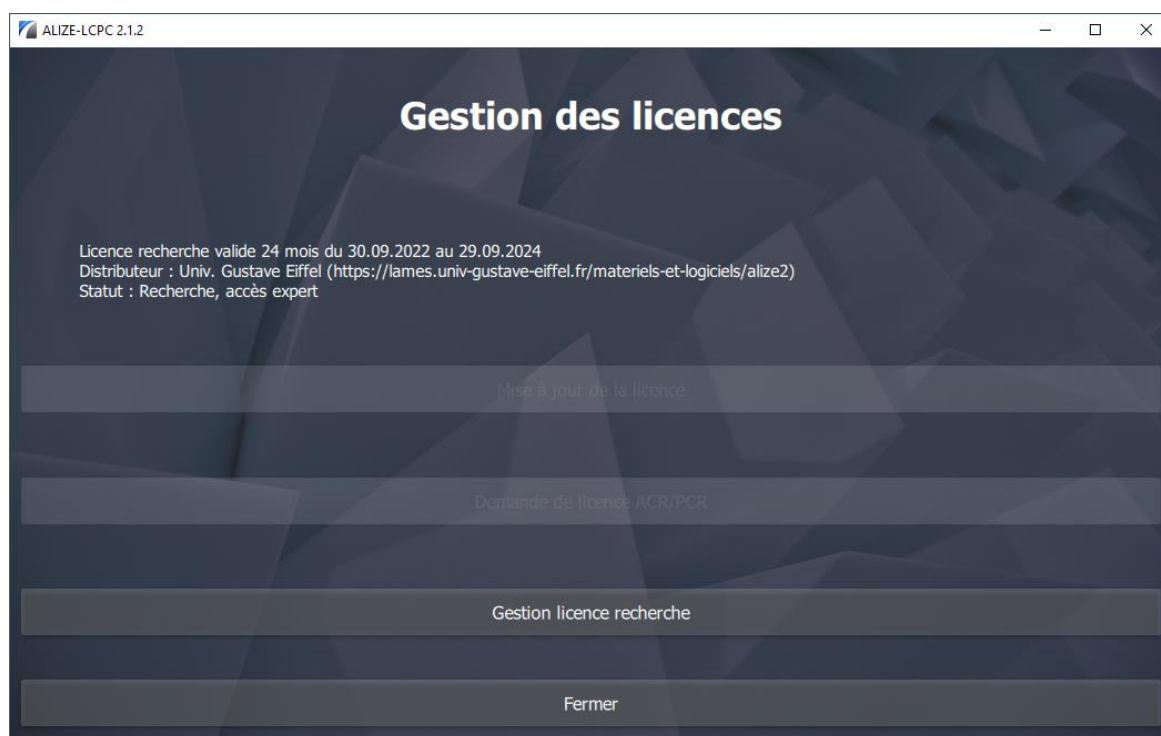 ALIZE-LCPC 2.1.2
Gestion des licences
Licence recherche valide 24 mois du 30.09.2022 au 29.09.2024
Distributeur : Univ. Gustave Eiffel (https://lames.univ-gustave-eiffel.fr/materiels-et-logiciels/alize2)
Statut : Recherche, accès expert
Mise à jour de la licence
Demande de licence ACR/PCR
Gestion licence recherche
Fermer